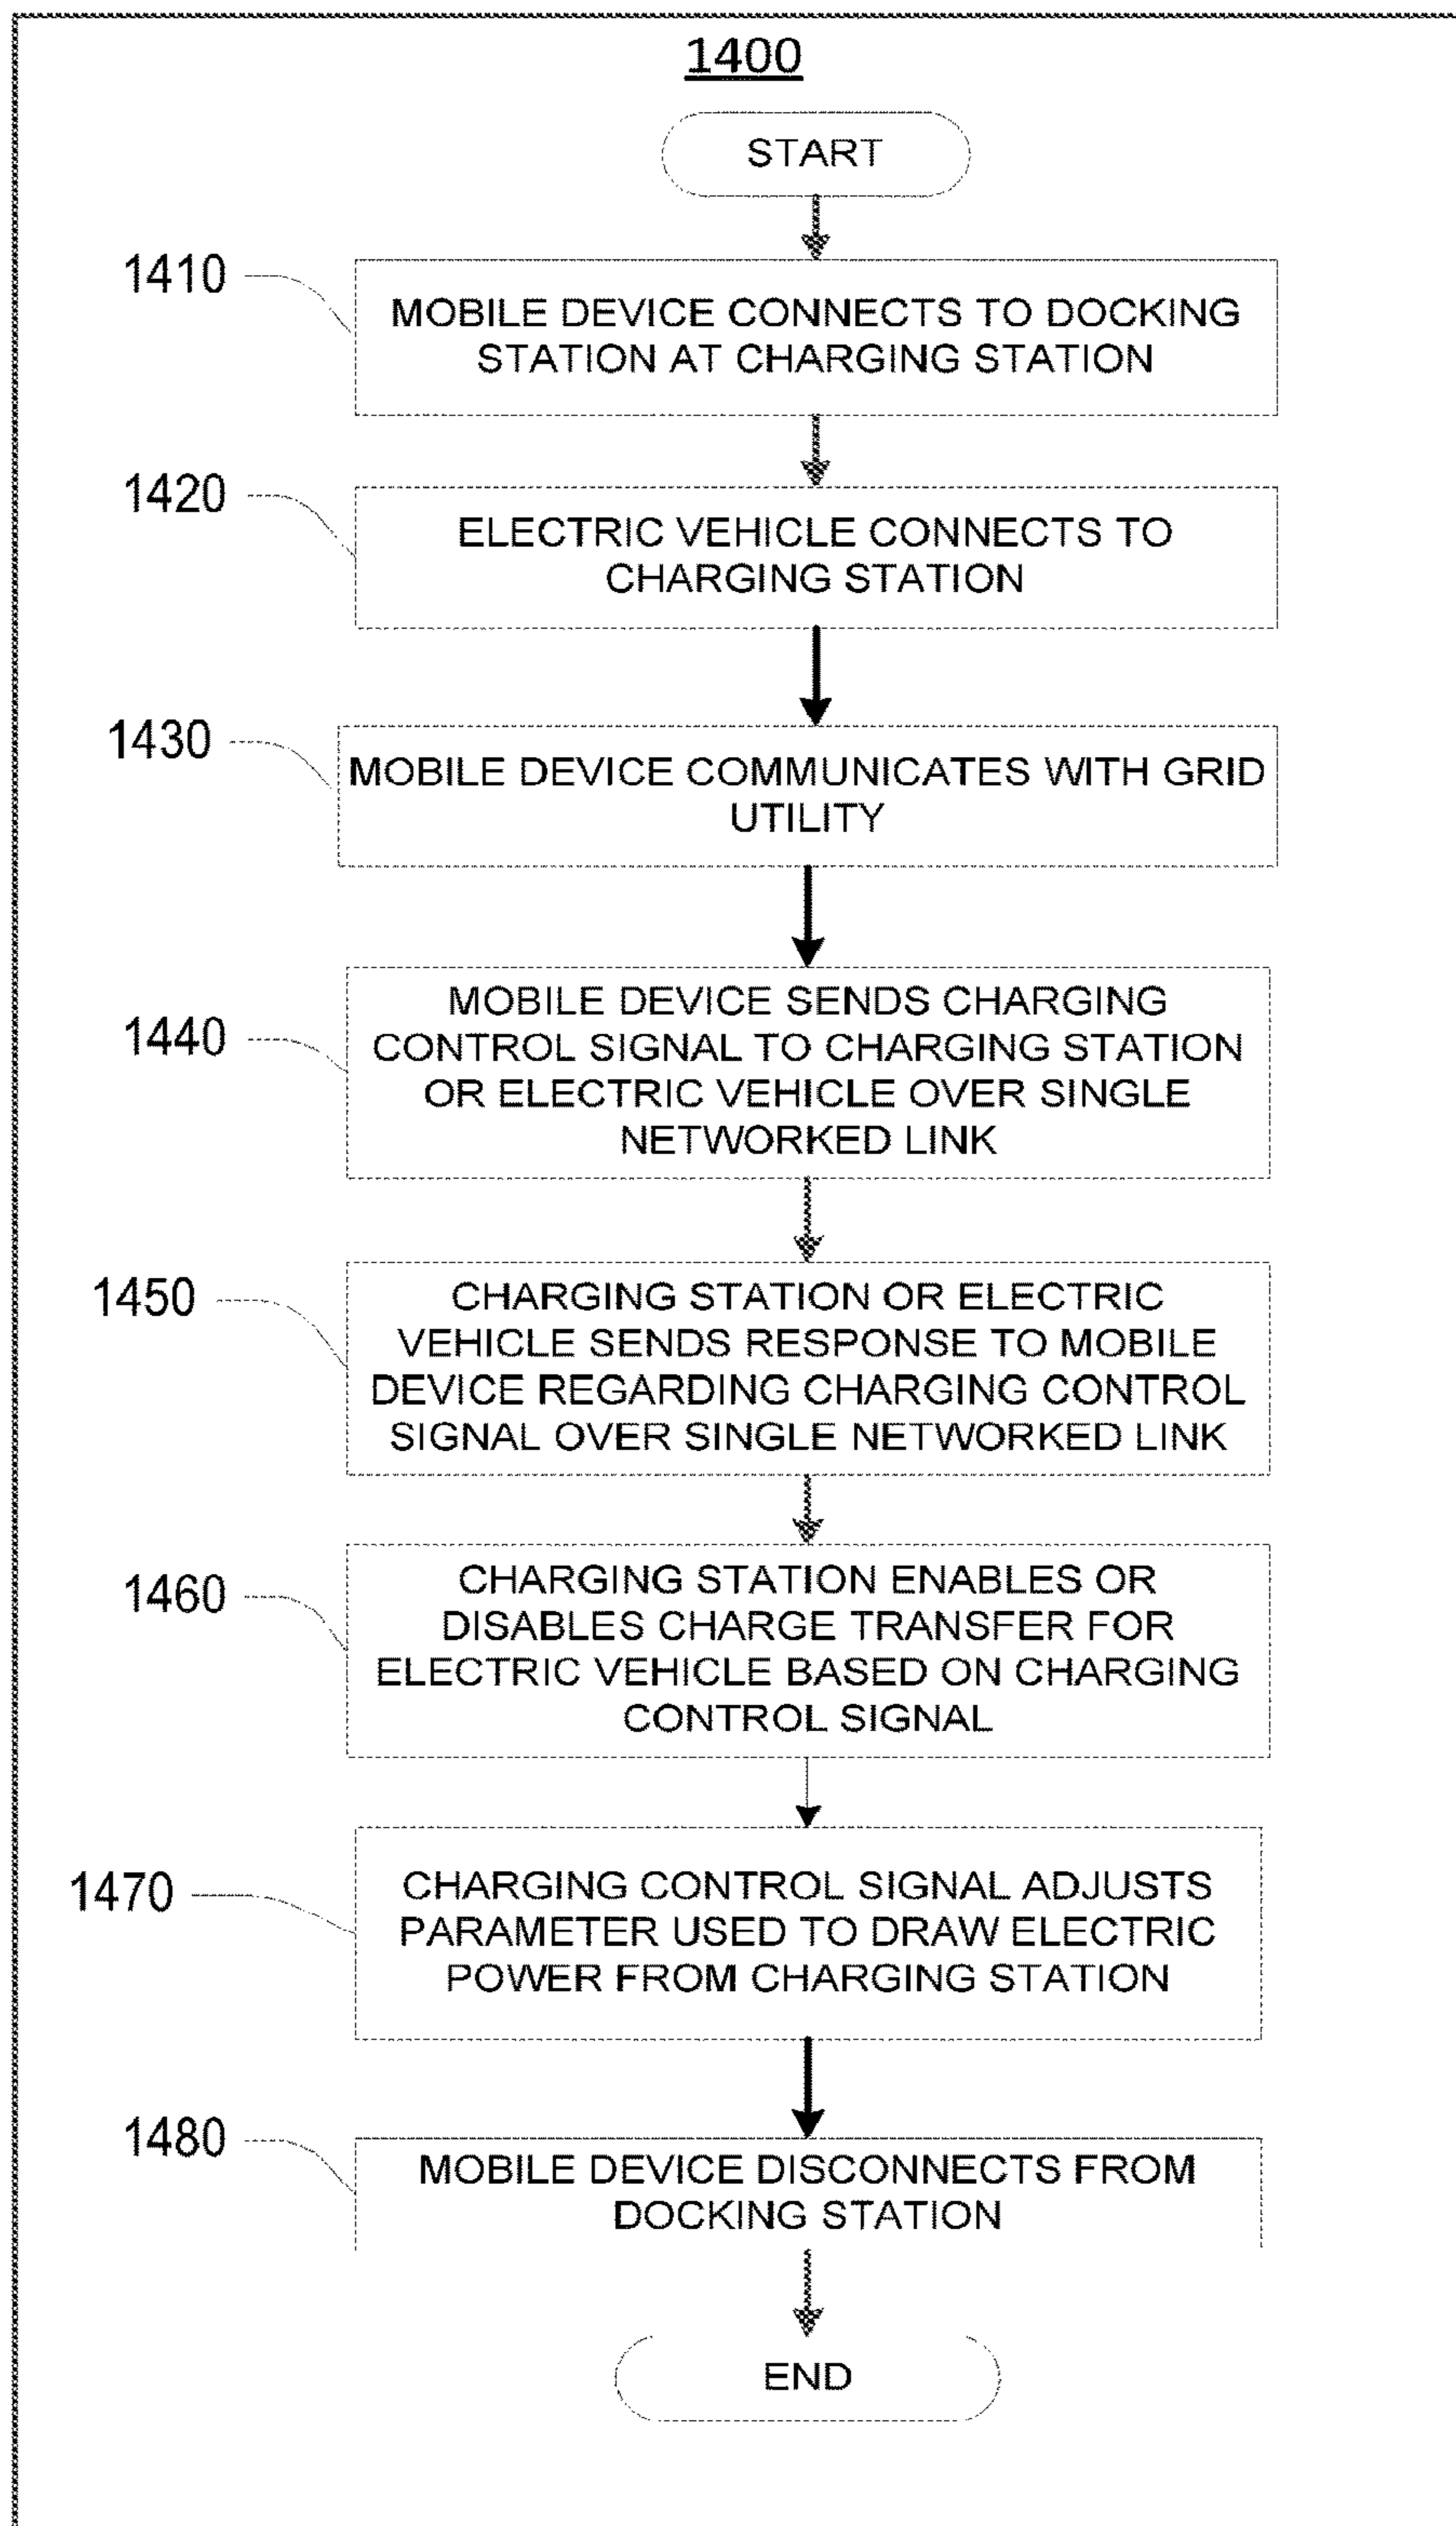 1400
START
1410
MOBILE DEVICE CONNECTS TO DOCKING
STATION AT CHARGING STATION
1420
ELECTRIC VEHICLE CONNECTS TO
CHARGING STATION
1430
MOBILE DEVICE COMMUNICATES WITH GRID
UTILITY
1440
MOBILE DEVICE SENDS CHARGING
CONTROL SIGNAL TO CHARGING STATION
OR ELECTRIC VEHICLE OVER SINGLE
NETWORKED LINK
1450
CHARGING STATION OR ELECTRIC
VEHICLE SENDS RESPONSE TO MOBILE
DEVICE REGARDING CHARGING CONTROL
SIGNAL OVER SINGLE NETWORKED LINK
1460
CHARGING STATION ENABLES OR
DISABLES CHARGE TRANSFER FOR
ELECTRIC VEHICLE BASED ON CHARGING
CONTROL SIGNAL
1470
CHARGING CONTROL SIGNAL ADJUSTS
PARAMETER USED TO DRAW ELECTRIC
POWER FROM CHARGING STATION
1480
MOBILE DEVICE DISCONNECTS FROM
DOCKING STATION
END